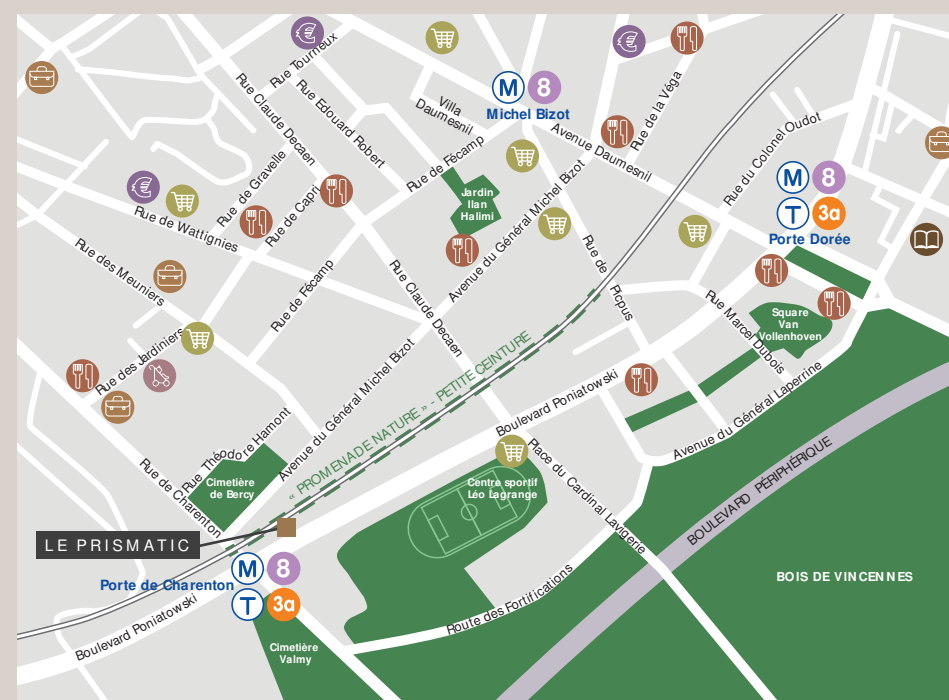 Rue Tourneux
Rue Claude Decaen
Rue Edouard Robert
Villa
Daumesnil
M 8
Michel Bizot
Avenue Daumesnil
Rue de la Véga
Rue du Colonel Oudot
M 8
T 3a
Porte Dorée
Rue de Fécamp
Rue de Gravelle
Rue de Capri
Rue de Wattignies
Jardin
Ilan
Halimi
Avenue du Général Michel Bizot
Rue des Meuniers
Rue de Fécamp
Rue Claude Decaen
Rue de Picpus
Rue Marcel Dubois
Square
Van
Vollenhoven
Rue des Jardiniers
Avenue du Général Michel Bizot
« PROMENADE NATURE » - PETITE CEINTURE
Boulevard Poniatowski
Avenue du Général Laperrine
Rue Théodore Hamont
Rue de Charenton
Cimetière
de Bercy
Centre sportif
Léo Lagrange
Place du Cardinal Lavigerie
BOULEVARD PÉRIPHÉRIQUE
LE PRISMATIC
M 8
Porte de Charenton
T 3a
Boulevard Poniatowski
Route des Fortifications
BOIS DE VINCENNES
Cimetière
Valmy